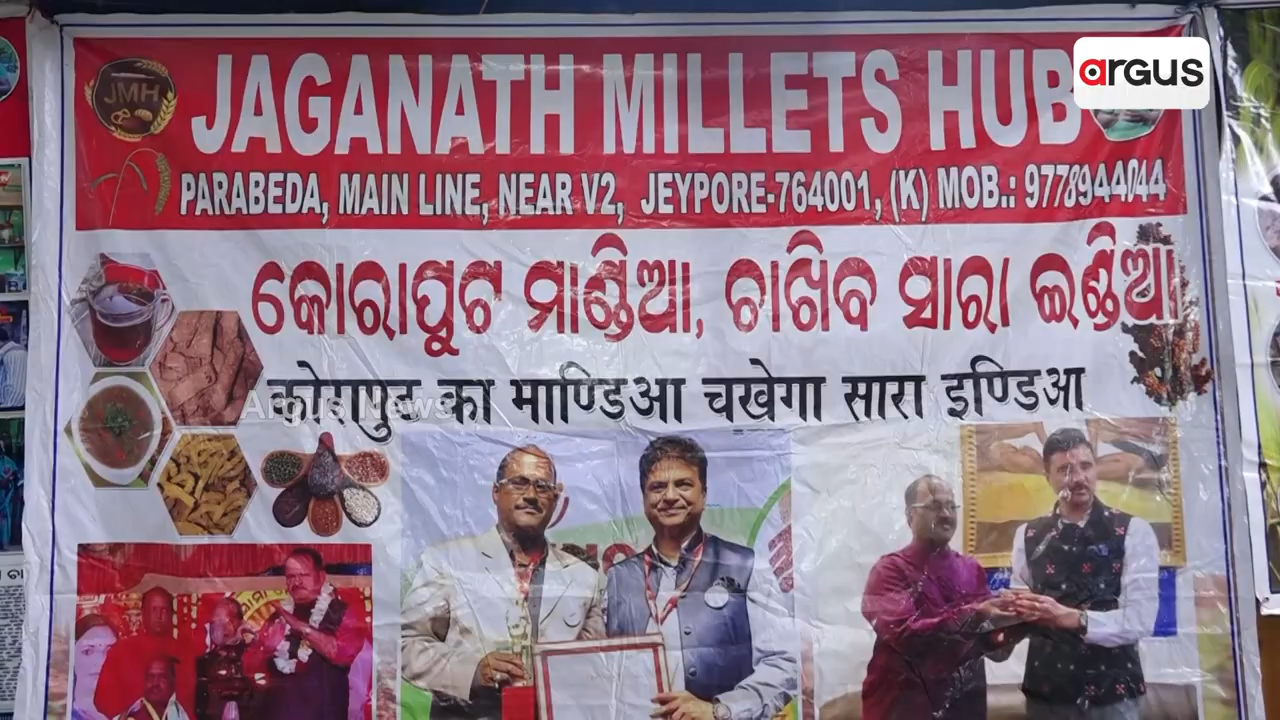 argus
JMH
JAGANATH MILLETS HUB
PARABEDA, MAIN LINE, NEAR V2, JEYPORE-764001, (K) MOB.: 9778944044
କୋରାପୁଟ ମାଣ୍ଡିଆ, ଚାଖିବ ସାରା ଇଣ୍ଡିଆ
कोरापुट का माण्डिआ चखेगा सारा इण्डिआ
Argus News